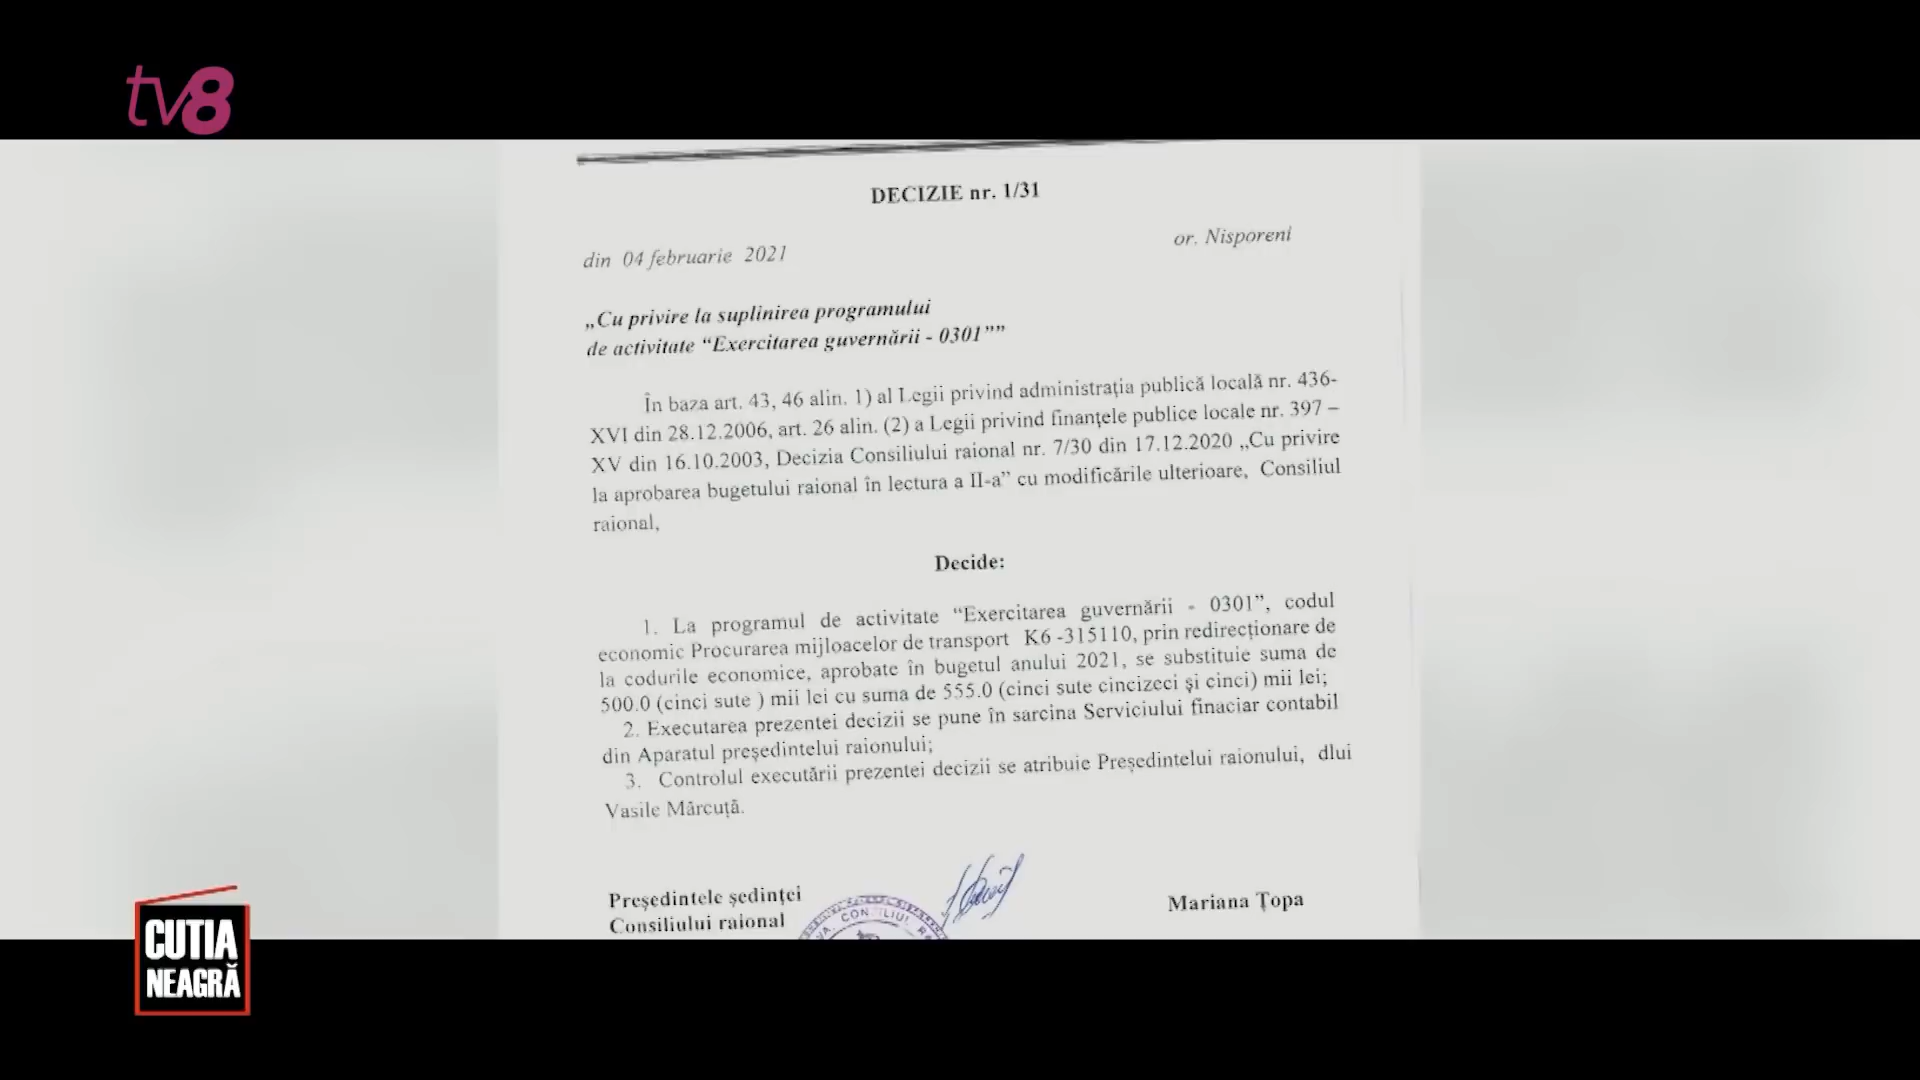 tv8
DECIZIE nr. 1/31
din 04 februarie 2021
or. Nisporeni
„Cu privire la suplinirea programului
de activitate “Exercitarea guvernării - 0301””
În baza art. 43, 46 alin. 1) al Legii privind administrația publică locală nr. 436-
XVI din 28.12.2006, art. 26 alin. (2) a Legii privind finanțele publice locale nr. 397 –
XV din 16.10.2003, Decizia Consiliului raional nr. 7/30 din 17.12.2020 „Cu privire
la aprobarea bugetului raional în lectura a II-a” cu modificările ulterioare, Consiliul
raional,
Decide:
1. La programul de activitate “Exercitarea guvernării - 0301”, codul
economic Procurarea mijloacelor de transport K6 -315110, prin redirecționare de
la codurile economice, aprobate în bugetul anului 2021, se substituie suma de
500.0 (cinci sute ) mii lei cu suma de 555.0 (cinci sute cincizeci și cinci) mii lei;
2. Executarea prezentei decizii se pune în sarcina Serviciului finaciar contabil
din Aparatul președintelui raionului;
3. Controlul executării prezentei decizii se atribuie Președintelui raionului, dlui
Vasile Mărcuță.
Președintele ședinței
Consiliului raional
Mariana Țopa
CONSILIUL
CUTIA
NEAGRĂ